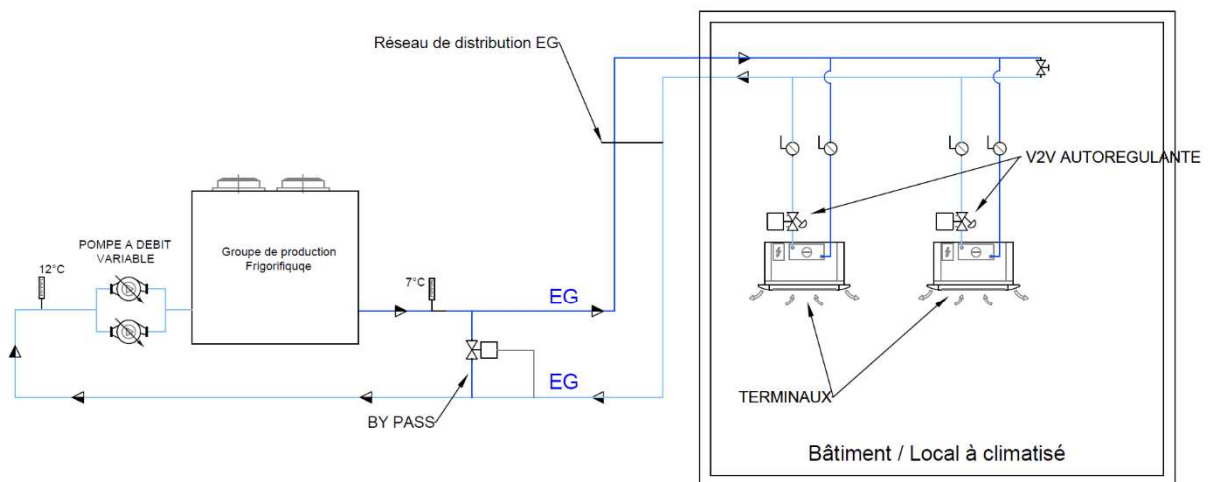 Réseau de distribution EG
V2V AUTOREGULANTE
POMPE A DEBIT
VARIABLE
12°C
Groupe de production
Frigorifiquqe
7°C
EG
EG
BY PASS
TERMINAUX
Bâtiment / Local à climatisé